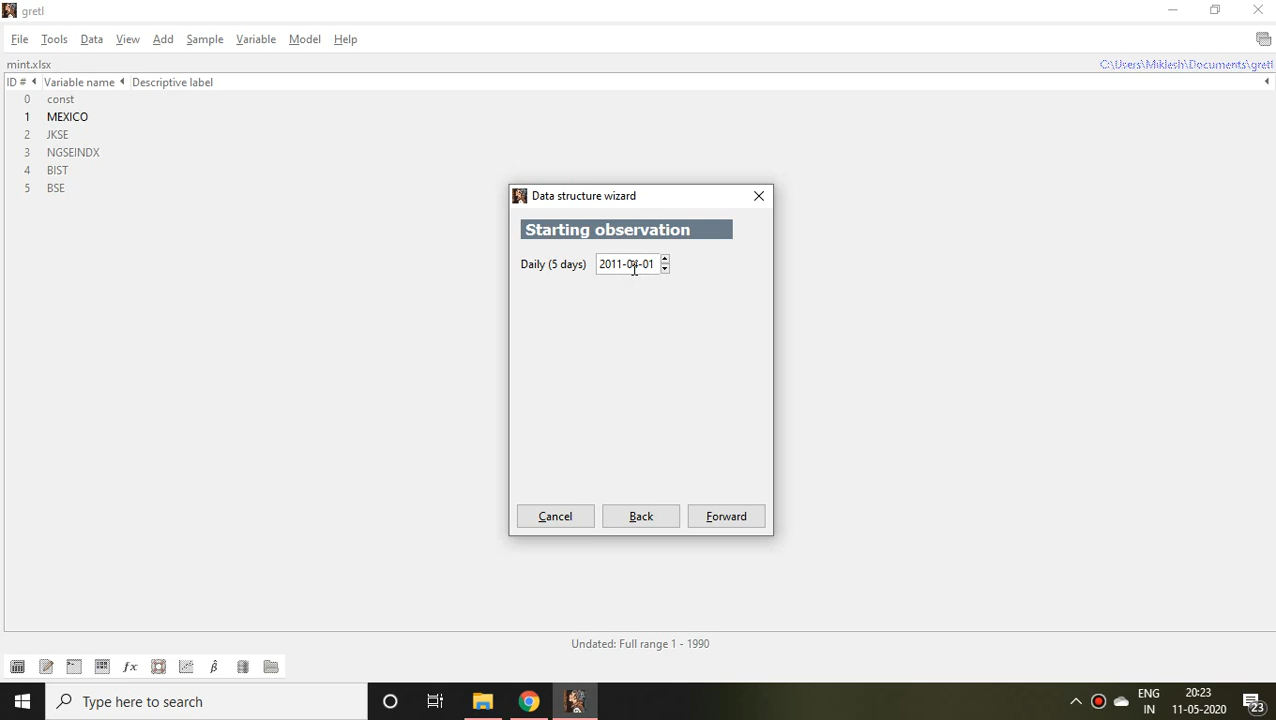 gretl
File Tools Data View Add Sample Variable Model Help
mint.xlsx C:\Users\Miklesh\Documents\gretl
ID # Variable name Descriptive label
0 const
1 MEXICO
2 JKSE
3 NGSEINDX
4 BIST
5 BSE
Data structure wizard
Starting observation
Daily (5 days) 2011-04-01
Cancel Back Forward
Undated: Full range 1 - 1990
Type here to search
ENG 20:23
IN 11-05-2020 23